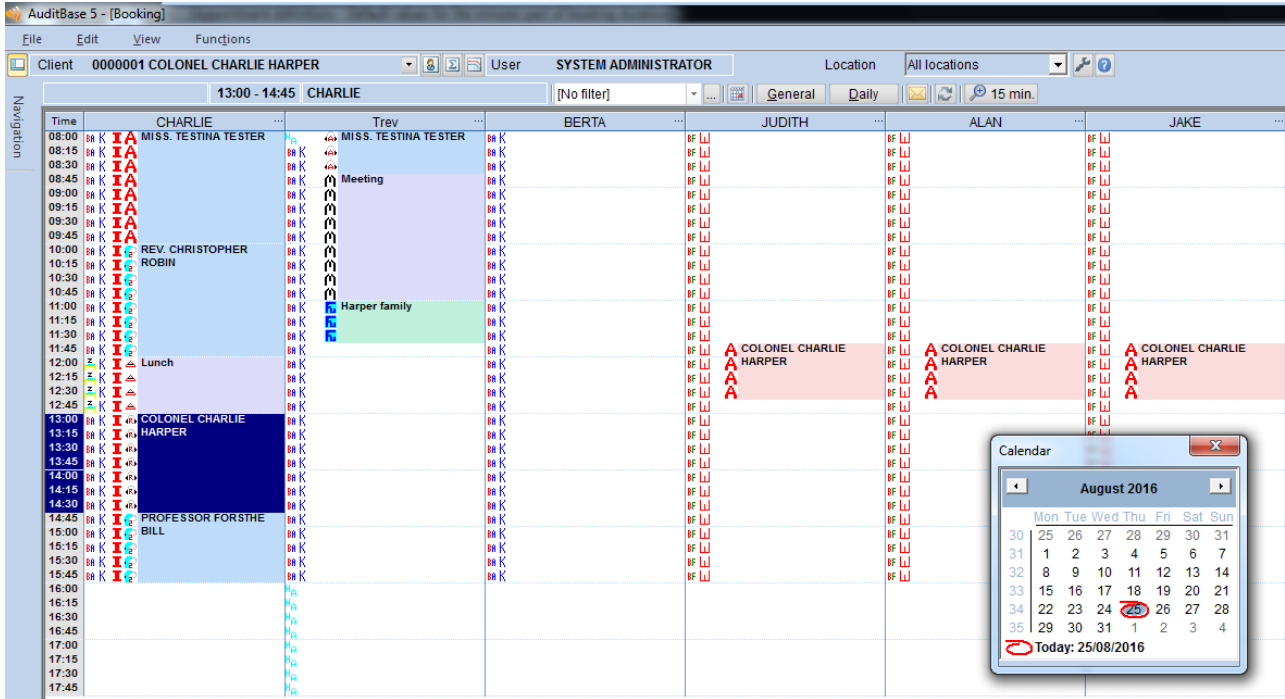 AuditBase 5 - [Booking]
File Edit View Functions
Client 0000001 COLONEL CHARLIE HARPER User SYSTEM ADMINISTRATOR Location All locations
13:00 - 14:45 CHARLIE [No filter] ... General Daily 15 min.
Navigation
Time CHARLIE ... Trev ... BERTA ... JUDITH ... ALAN ... JAKE ...
08:00 MISS. TESTINA TESTER MISS. TESTINA TESTER
08:15
08:30
08:45 Meeting
09:00
09:15
09:30
09:45
10:00 REV. CHRISTOPHER
10:15 ROBIN
10:30
10:45
11:00 Harper family
11:15
11:30
11:45 COLONEL CHARLIE COLONEL CHARLIE COLONEL CHARLIE
12:00 Lunch HARPER HARPER HARPER
12:15
12:30
12:45
13:00 COLONEL CHARLIE
13:15 HARPER
13:30
13:45
14:00
14:15
14:30
14:45 PROFESSOR FORSTHE
15:00 BILL
15:15
15:30
15:45
16:00
16:15
16:30
16:45
17:00
17:15
17:30
17:45
Calendar
August 2016
Mon Tue Wed Thu Fri Sat Sun
30 25 26 27 28 29 30 31
31 1 2 3 4 5 6 7
32 8 9 10 11 12 13 14
33 15 16 17 18 19 20 21
34 22 23 24 25 26 27 28
35 29 30 31 1 2 3 4
Today: 25/08/2016